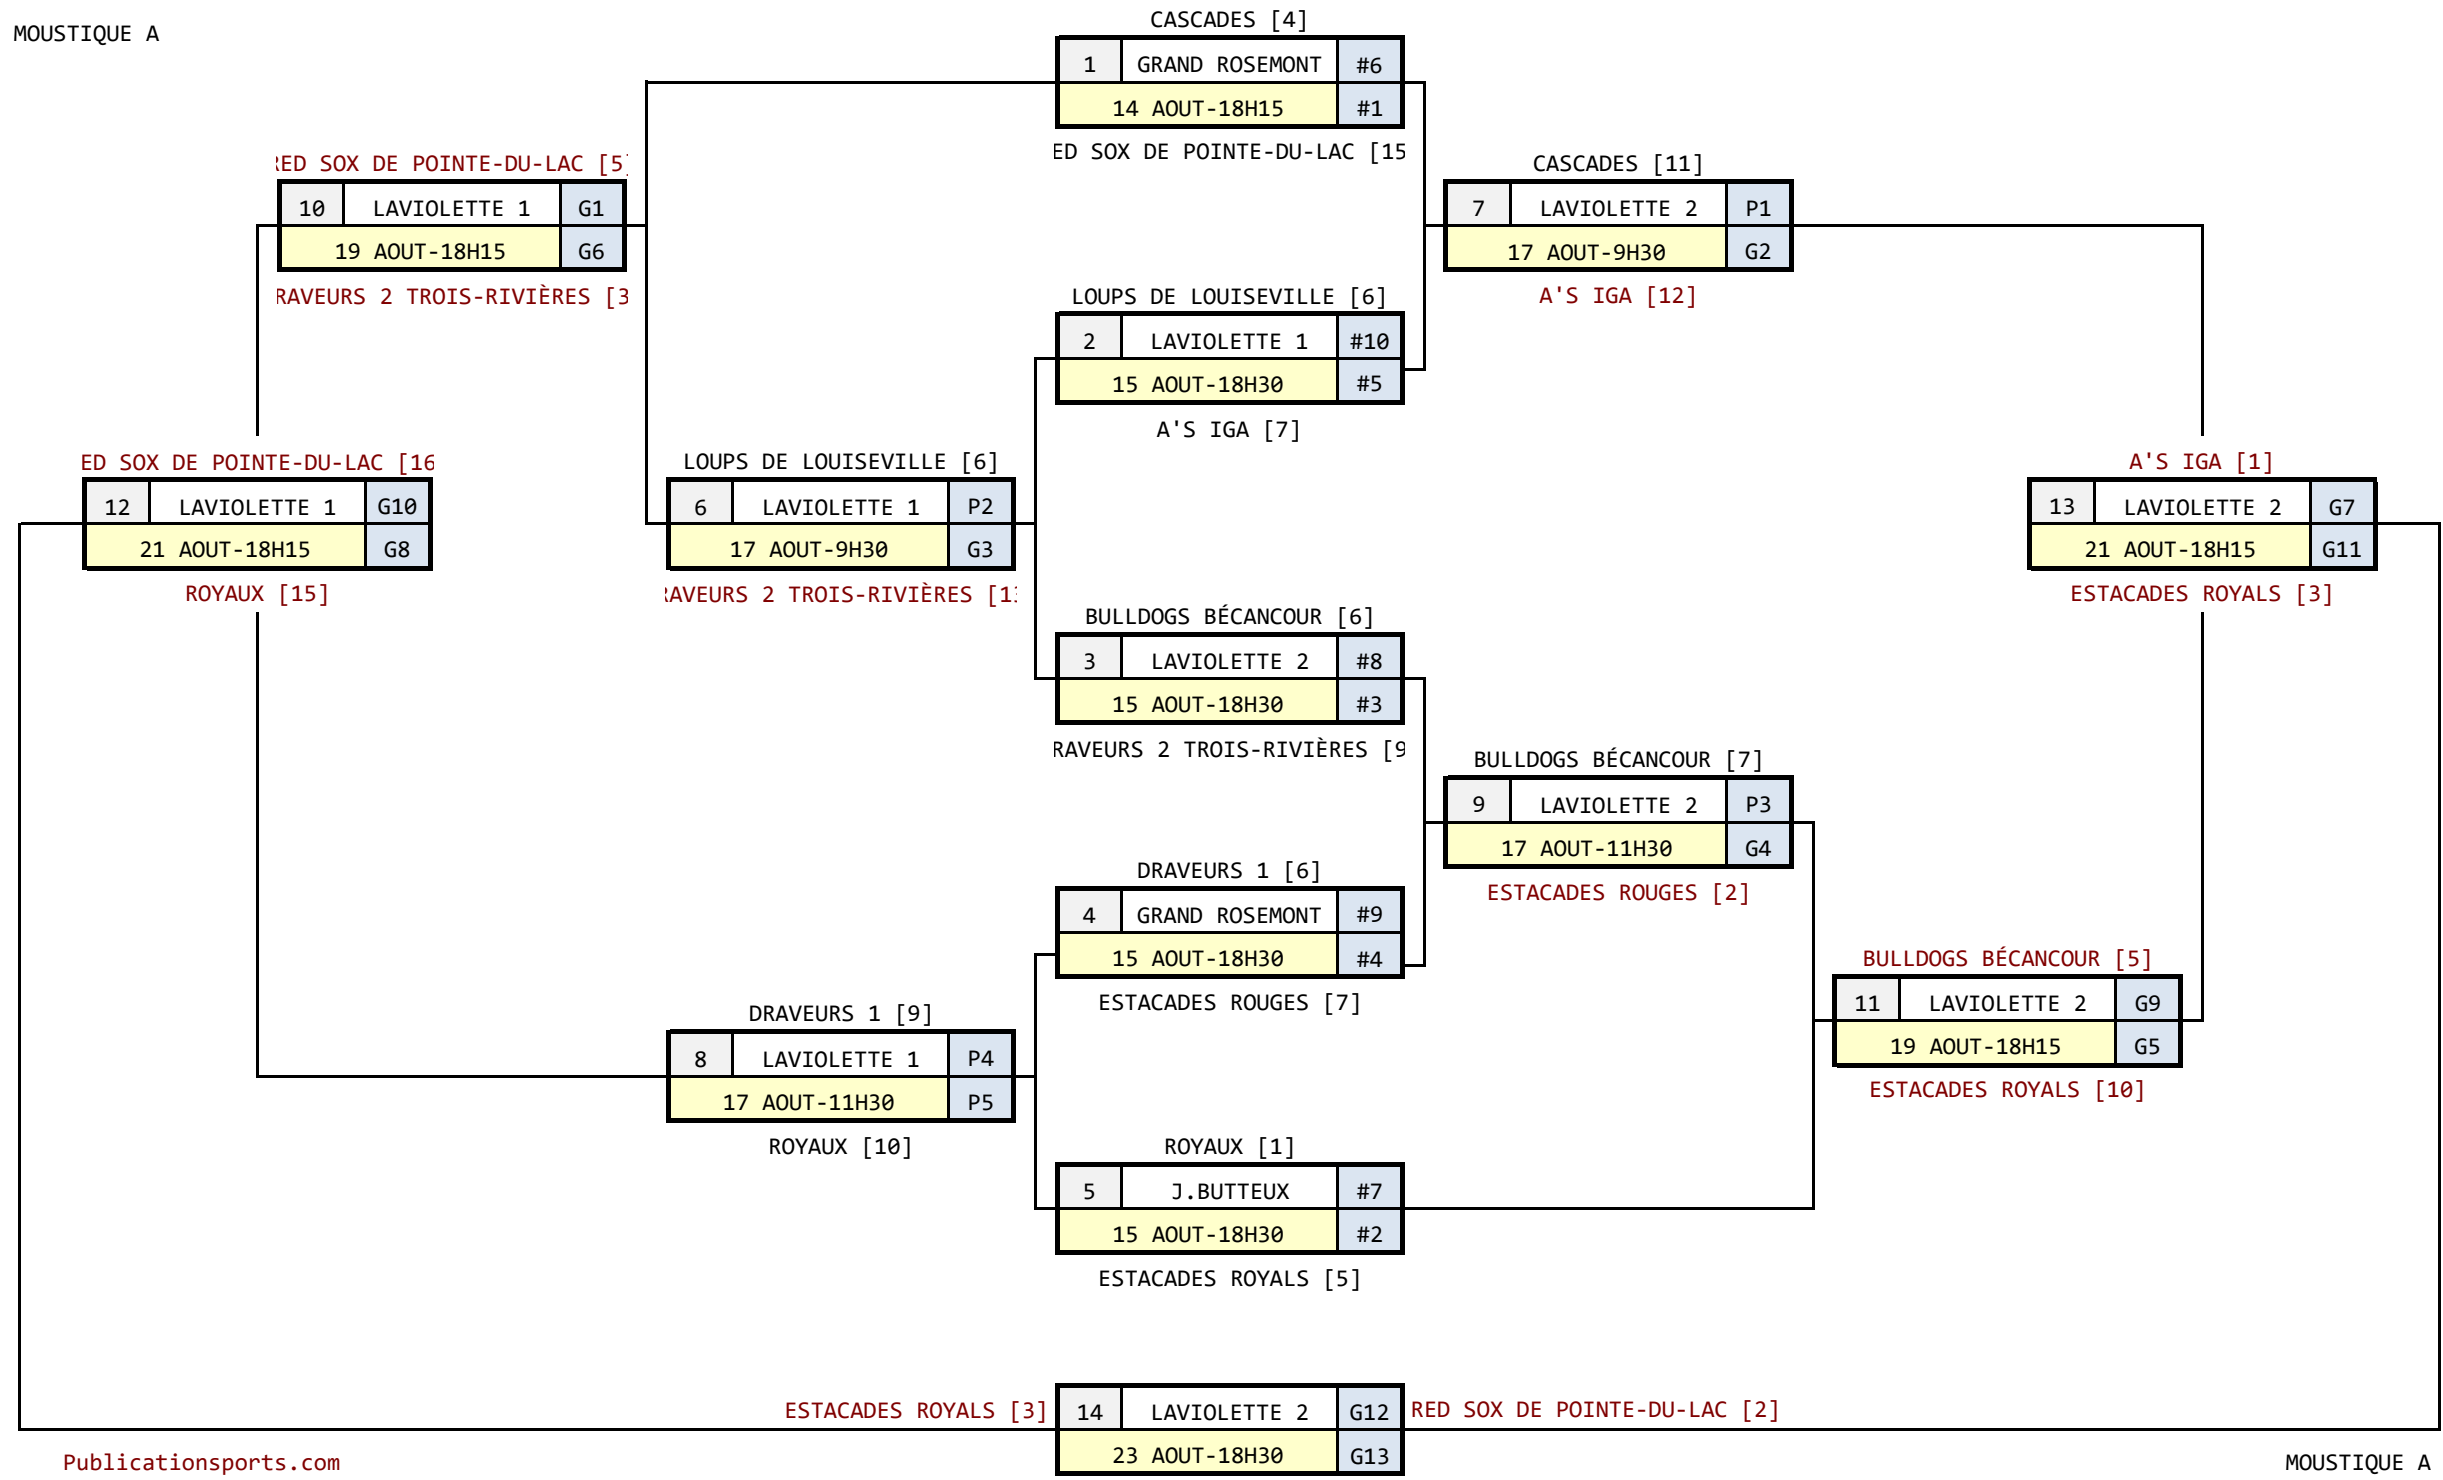 MOUSTIQUE A
CASCADES [4]
1 GRAND ROSEMONT #6
14 AOUT-18H15 #1
ED SOX DE POINTE-DU-LAC [15
RED SOX DE POINTE-DU-LAC [5]
10 LAVIOLETTE 1 G1
19 AOUT-18H15 G6
RAVEURS 2 TROIS-RIVIÈRES [3
CASCADES [11]
7 LAVIOLETTE 2 P1
17 AOUT-9H30 G2
A'S IGA [12]
LOUPS DE LOUISEVILLE [6]
2 LAVIOLETTE 1 #10
15 AOUT-18H30 #5
A'S IGA [7]
ED SOX DE POINTE-DU-LAC [16
12 LAVIOLETTE 1 G10
21 AOUT-18H15 G8
ROYAUX [15]
LOUPS DE LOUISEVILLE [6]
6 LAVIOLETTE 1 P2
17 AOUT-9H30 G3
RAVEURS 2 TROIS-RIVIÈRES [13
A'S IGA [1]
13 LAVIOLETTE 2 G7
21 AOUT-18H15 G11
ESTACADES ROYALS [3]
BULLDOGS BÉCANCOUR [6]
3 LAVIOLETTE 2 #8
15 AOUT-18H30 #3
RAVEURS 2 TROIS-RIVIÈRES [9
BULLDOGS BÉCANCOUR [7]
9 LAVIOLETTE 2 P3
17 AOUT-11H30 G4
ESTACADES ROUGES [2]
DRAVEURS 1 [6]
4 GRAND ROSEMONT #9
15 AOUT-18H30 #4
ESTACADES ROUGES [7]
BULLDOGS BÉCANCOUR [5]
11 LAVIOLETTE 2 G9
19 AOUT-18H15 G5
ESTACADES ROYALS [10]
DRAVEURS 1 [9]
8 LAVIOLETTE 1 P4
17 AOUT-11H30 P5
ROYAUX [10]
ROYAUX [1]
5 J.BUTTEUX #7
15 AOUT-18H30 #2
ESTACADES ROYALS [5]
ESTACADES ROYALS [3] 14 LAVIOLETTE 2 G12 RED SOX DE POINTE-DU-LAC [2]
23 AOUT-18H30 G13
Publicationsports.com
MOUSTIQUE A